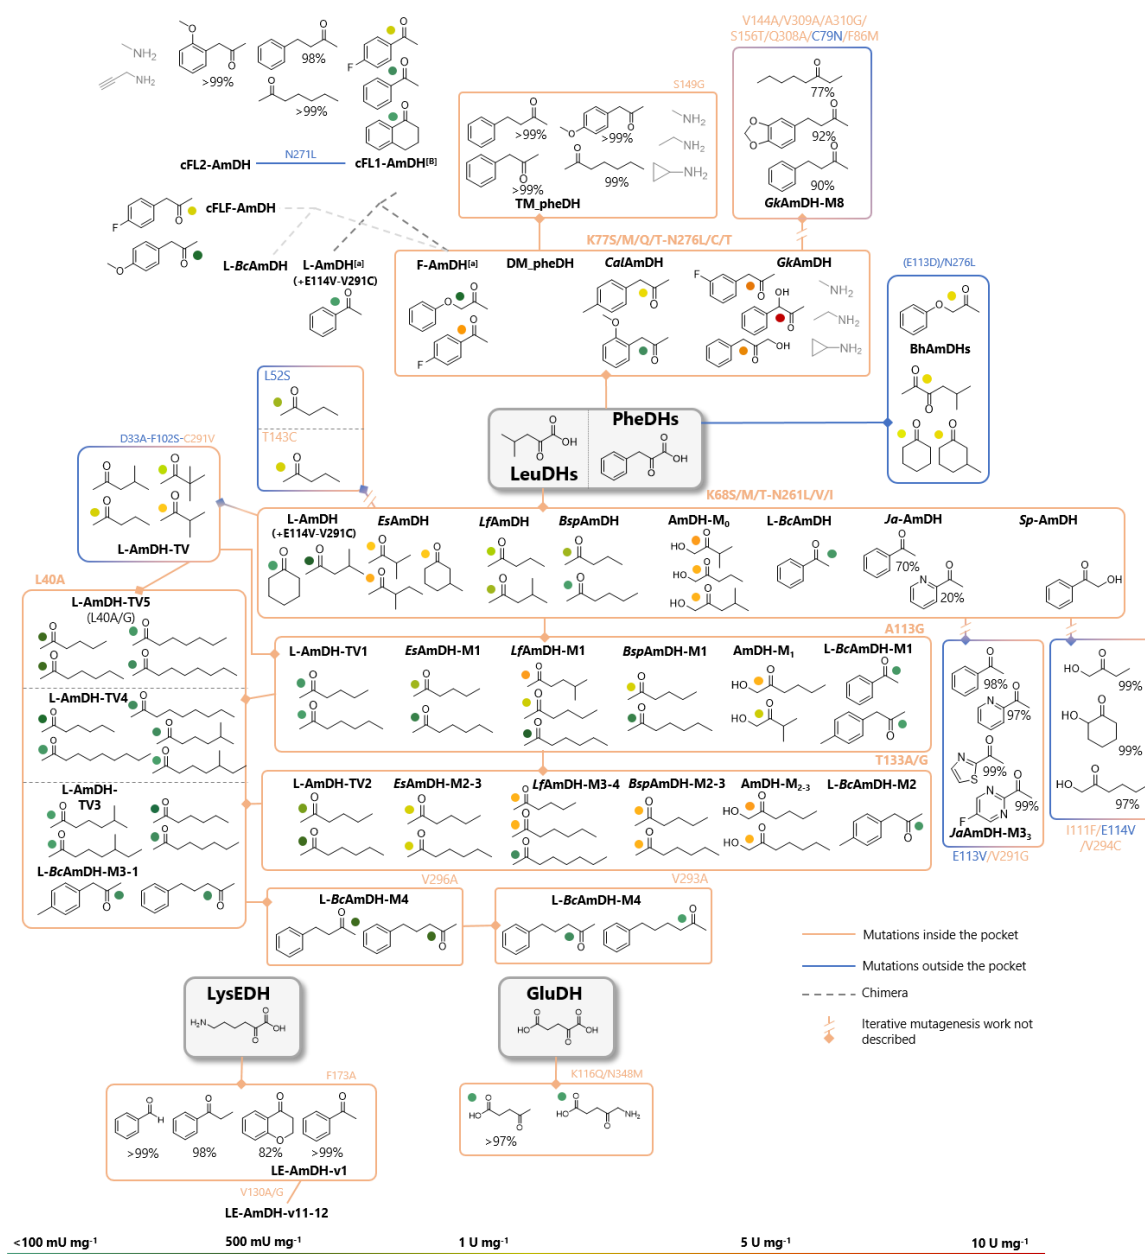 V144A/V309A/A310G/
S156T/Q308A/C79N/F86M
NH2
NH2
O
O
>99%
O
98%
O
>99%
O
F
O
O
cFL2-AmDH
N271L
cFL1-AmDH[B]
S149G
O
>99%
O
O
>99%
NH2
NH2
O
>99%
O
99%
NH2
TM_pheDH
O
77%
O
O
O
92%
O
90%
GkAmDH-M8
cFLF-AmDH
F
O
O
O
L-BcAmDH
L-AmDH[a]
(+E114V-V291C)
O
K77S/M/Q/T-N276L/C/T
F-AmDH[a]
DM_pheDH
CalAmDH
GkAmDH
O
O
O
F
O
O
O
F
O
OH
O
O
OH
NH2
NH2
NH2
(E113D)/N276L
O
O
BhAmDHs
O
O
O
O
L52S
O
T143C
O
PheDHs
LeuDHs
O
OH
O
O
OH
O
D33A-F102S-C291V
O
O
O
O
L-AmDH-TV
K68S/M/T-N261L/V/I
L-AmDH
(+E114V-V291C)
EsAmDH
LfAmDH
BspAmDH
AmDH-M0
L-BcAmDH
Ja-AmDH
Sp-AmDH
O
O
O
O
O
O
O
O
O
HO
O
HO
O
HO
O
O
O
70%
N
O
20%
O
OH
L40A
L-AmDH-TV5
(L40A/G)
O
O
O
O
L-AmDH-TV4
O
O
O
O
O
O
L-AmDH-
TV3
O
O
O
O
L-BcAmDH-M3-1
O
O
A113G
L-AmDH-TV1
EsAmDH-M1
LfAmDH-M1
BspAmDH-M1
AmDH-M1
L-BcAmDH-M1
O
O
O
O
O
O
O
O
O
HO
O
HO
O
O
O
T133A/G
L-AmDH-TV2
EsAmDH-M2-3
LfAmDH-M3-4
BspAmDH-M2-3
AmDH-M2-3
L-BcAmDH-M2
O
O
O
O
O
O
O
O
O
HO
O
HO
O
O
O
98%
N
O
97%
N
S
O
99%
N
N
F
O
99%
JaAmDH-M33
E113V/V291G
HO
O
99%
HO
O
99%
HO
O
97%
I111F/E114V
/V294C
V296A
L-BcAmDH-M4
O
O
V293A
L-BcAmDH-M4
O
O
Mutations inside the pocket
Mutations outside the pocket
Chimera
Iterative mutagenesis work not
described
LysEDH
H2N
O
OH
O
GluDH
O
HO
O
OH
O
F173A
O
H
>99%
O
98%
O
O
82%
O
>99%
LE-AmDH-v1
V130A/G
LE-AmDH-v11-12
K116Q/N348M
O
HO
O
>97%
O
HO
O
NH2
<100 mU mg-1
500 mU mg-1
1 U mg-1
5 U mg-1
10 U mg-1